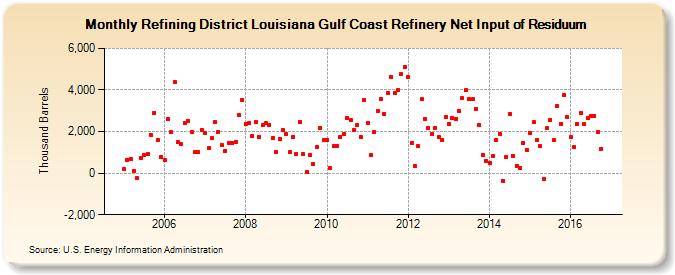 Monthly Refining District Louisiana Gulf Coast Refinery Net Input of Residuum
Thousand Barrels
6,000
4,000
2,000
0
-2,000
2006 2008 2010 2012 2014 2016
Source: U.S. Energy Information Administration